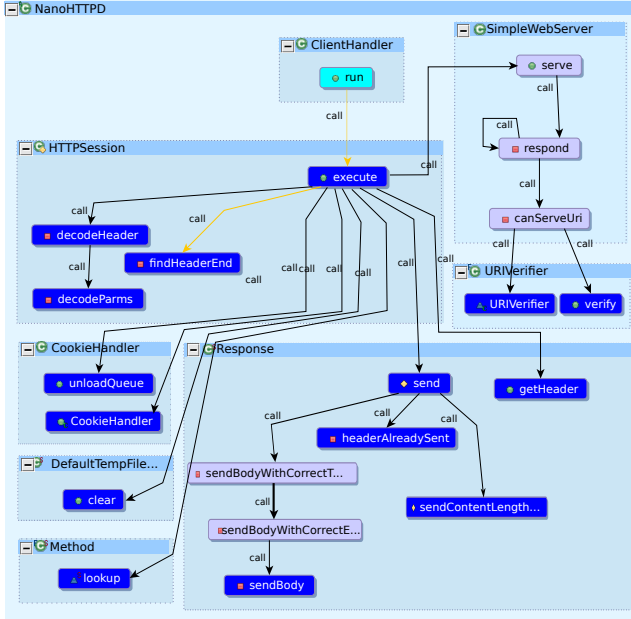 NanoHTTPD
SimpleWebServer
ClientHandler
serve
run
call
call
HTTPSession
call
respond
call
execute
call
call
canServeUri
call
decodeHeader
call
call
call
findHeaderEnd
call
call
call
call
call
call
call
URIVerifier
decodeParms
URIVerifier
verify
CookieHandler
Response
unloadQueue
send
getHeader
CookieHandler
call
call
call
headerAlreadySent
DefaultTempFile...
sendBodyWithCorrectT...
clear
call
sendContentLength...
sendBodyWithCorrectE...
Method
call
lookup
sendBody